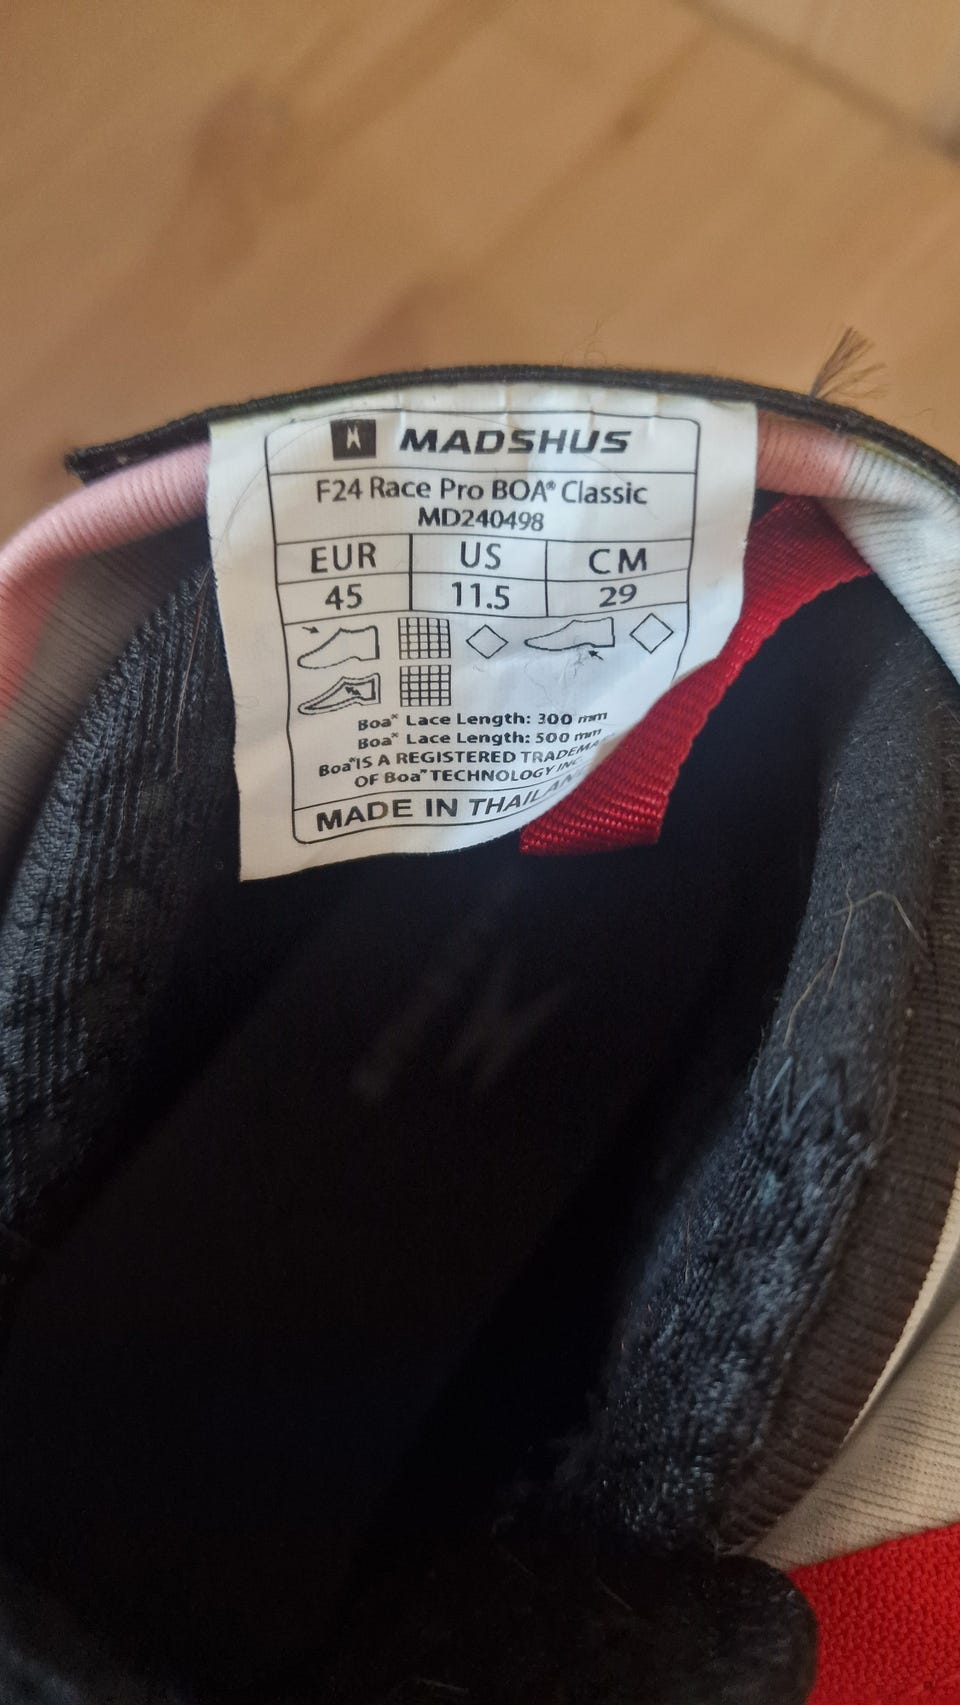 MADSHUS
F24 Race Pro BOA® Classic
MD240498
EUR US CM
45 11.5 29
Boa® Lace Length: 300 mm
Boa® Lace Length: 500 mm
Boa® IS A REGISTERED TRADEMA
OF Boa® TECHNOLOGY INC
MADE IN THAILAN